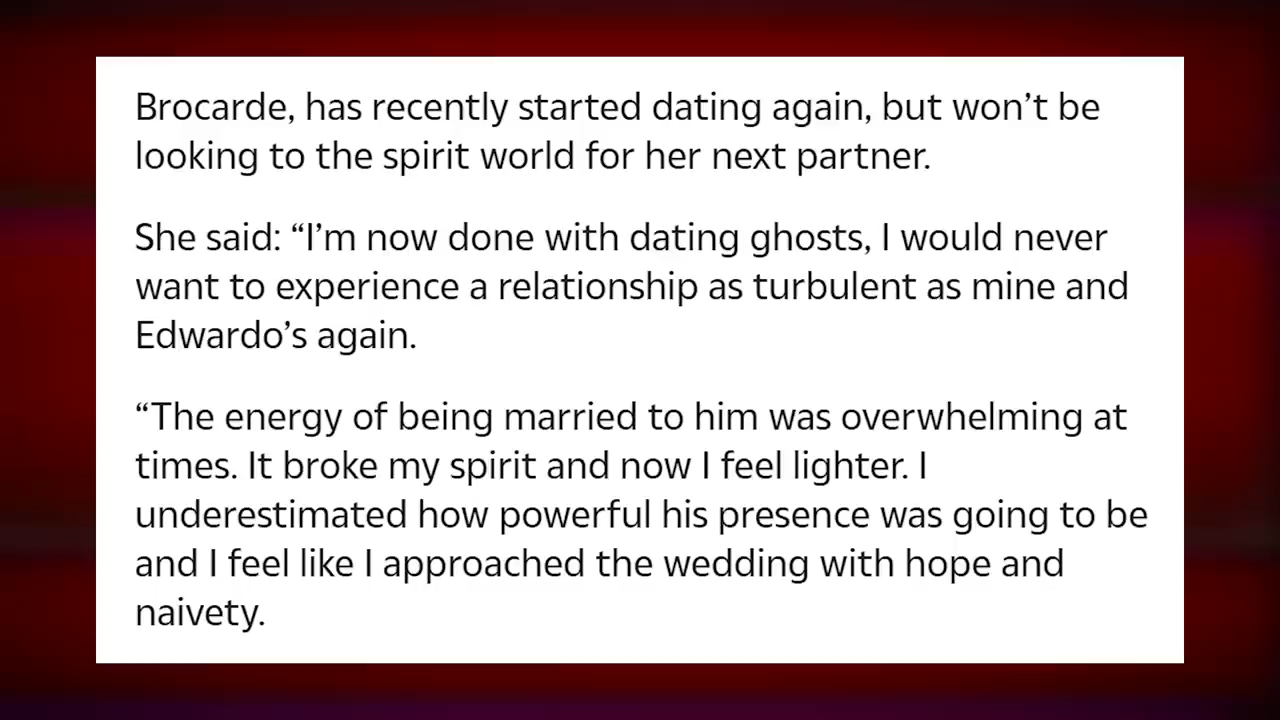 Brocarde, has recently started dating again, but won’t be
looking to the spirit world for her next partner.
She said: “I’m now done with dating ghosts, I would never
want to experience a relationship as turbulent as mine and
Edwardo’s again.
“The energy of being married to him was overwhelming at
times. It broke my spirit and now I feel lighter. I
underestimated how powerful his presence was going to be
and I feel like I approached the wedding with hope and
naivety.